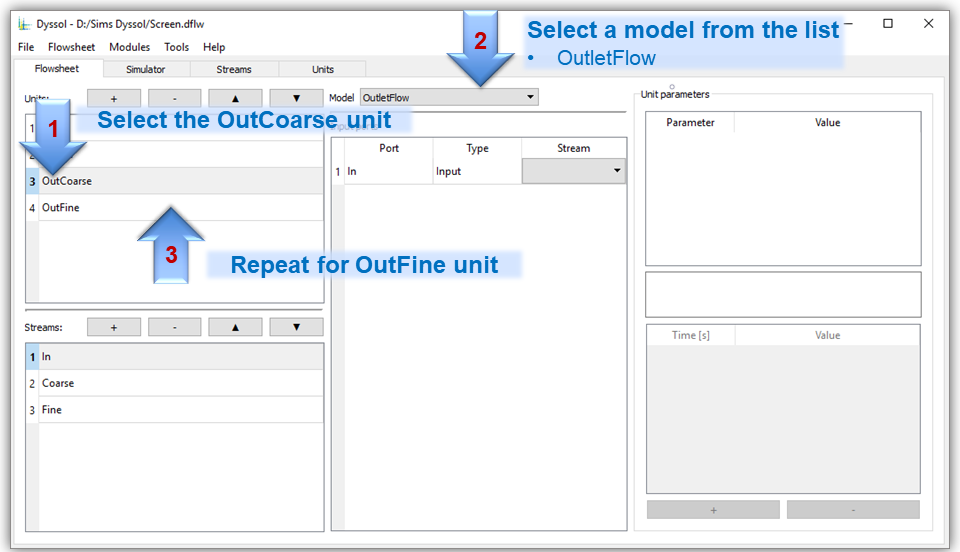 Dyssol - D:/Sims Dyssol/Screen.dflw
File Flowsheet Modules Tools Help
Flowsheet Simulator Streams Units
2
Select a model from the list
• OutletFlow
Units:
+ - ▲ ▼
Model OutletFlow
Unit parameters
1
Select the OutCoarse unit
1
2
3 OutCoarse
4 OutFine
3
Repeat for OutFine unit
Port Type Stream
1 In Input
Parameter Value
Streams:
+ - ▲ ▼
1 In
2 Coarse
3 Fine
Time [s] Value
+ -